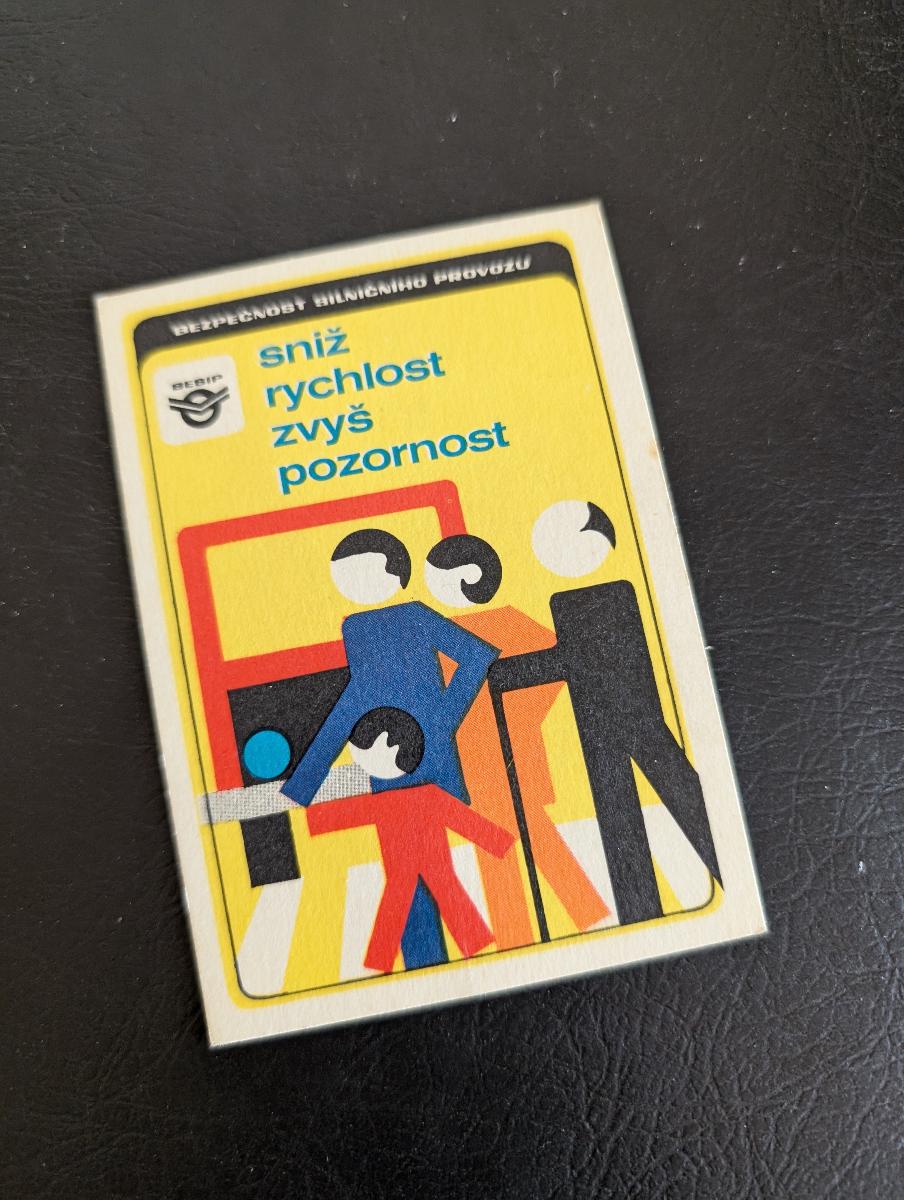 BEZPEČNOST SILNIČNÍHO PROVOZU
BESIP
sniž
rychlost
zvyš
pozornost